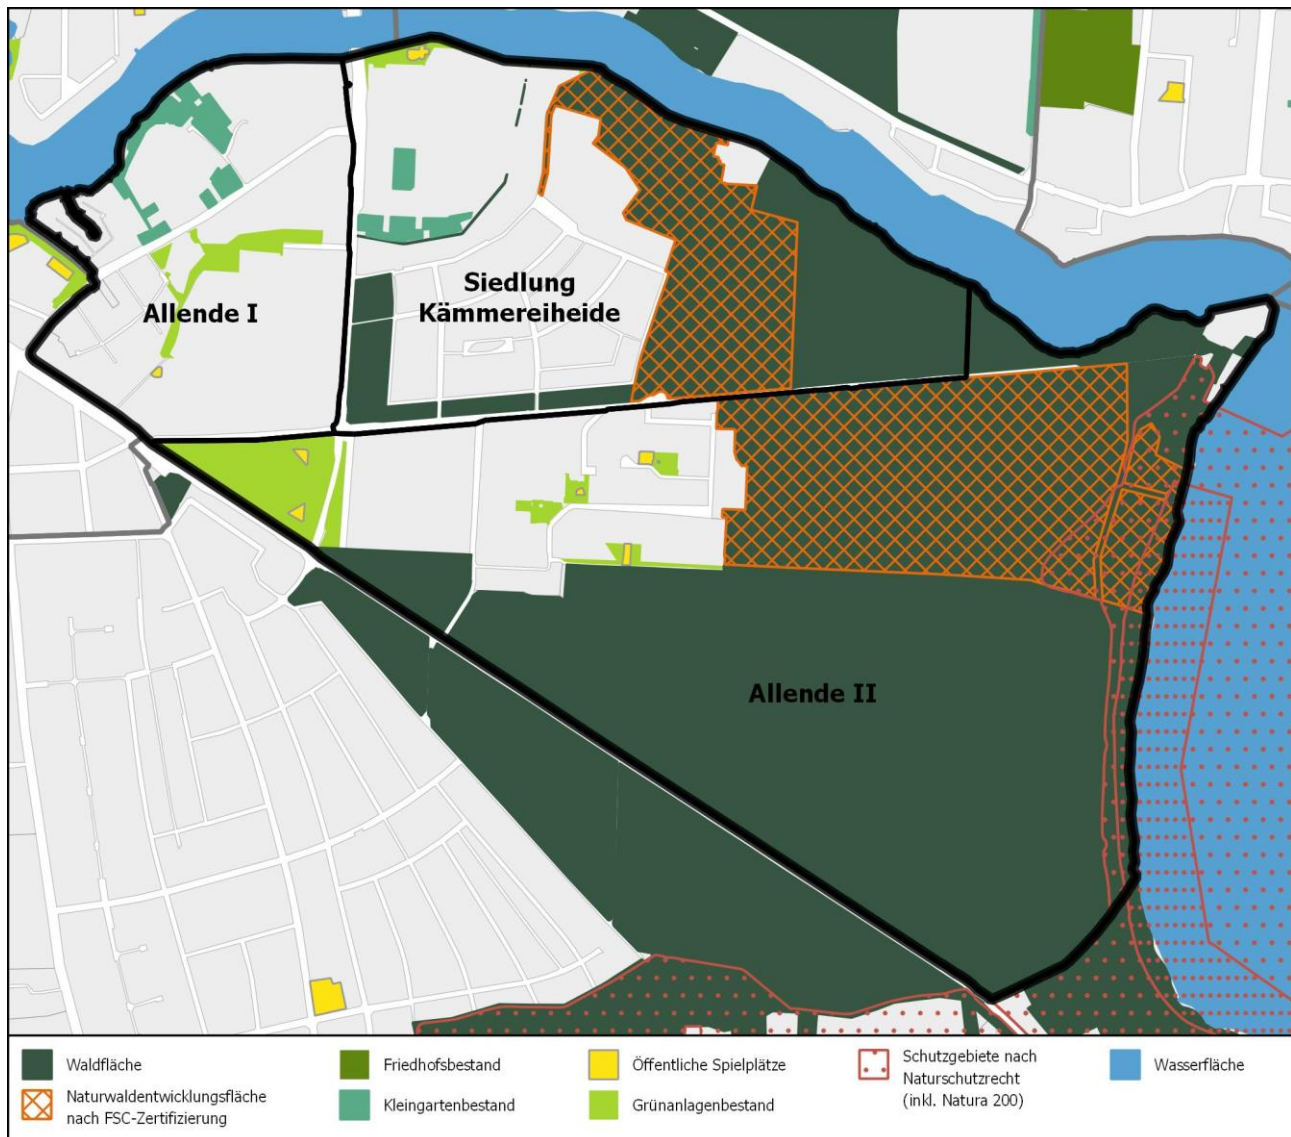 Siedlung
Kämmereiheide
Allende I
Allende II
Waldfläche
Naturwaldentwicklungsfläche
nach FSC-Zertifizierung
Friedhofsbestand
Kleingartenbestand
Öffentliche Spielplätze
Grünanlagenbestand
Schutzgebiete nach
Naturschutzrecht
(inkl. Natura 200)
Wasserfläche